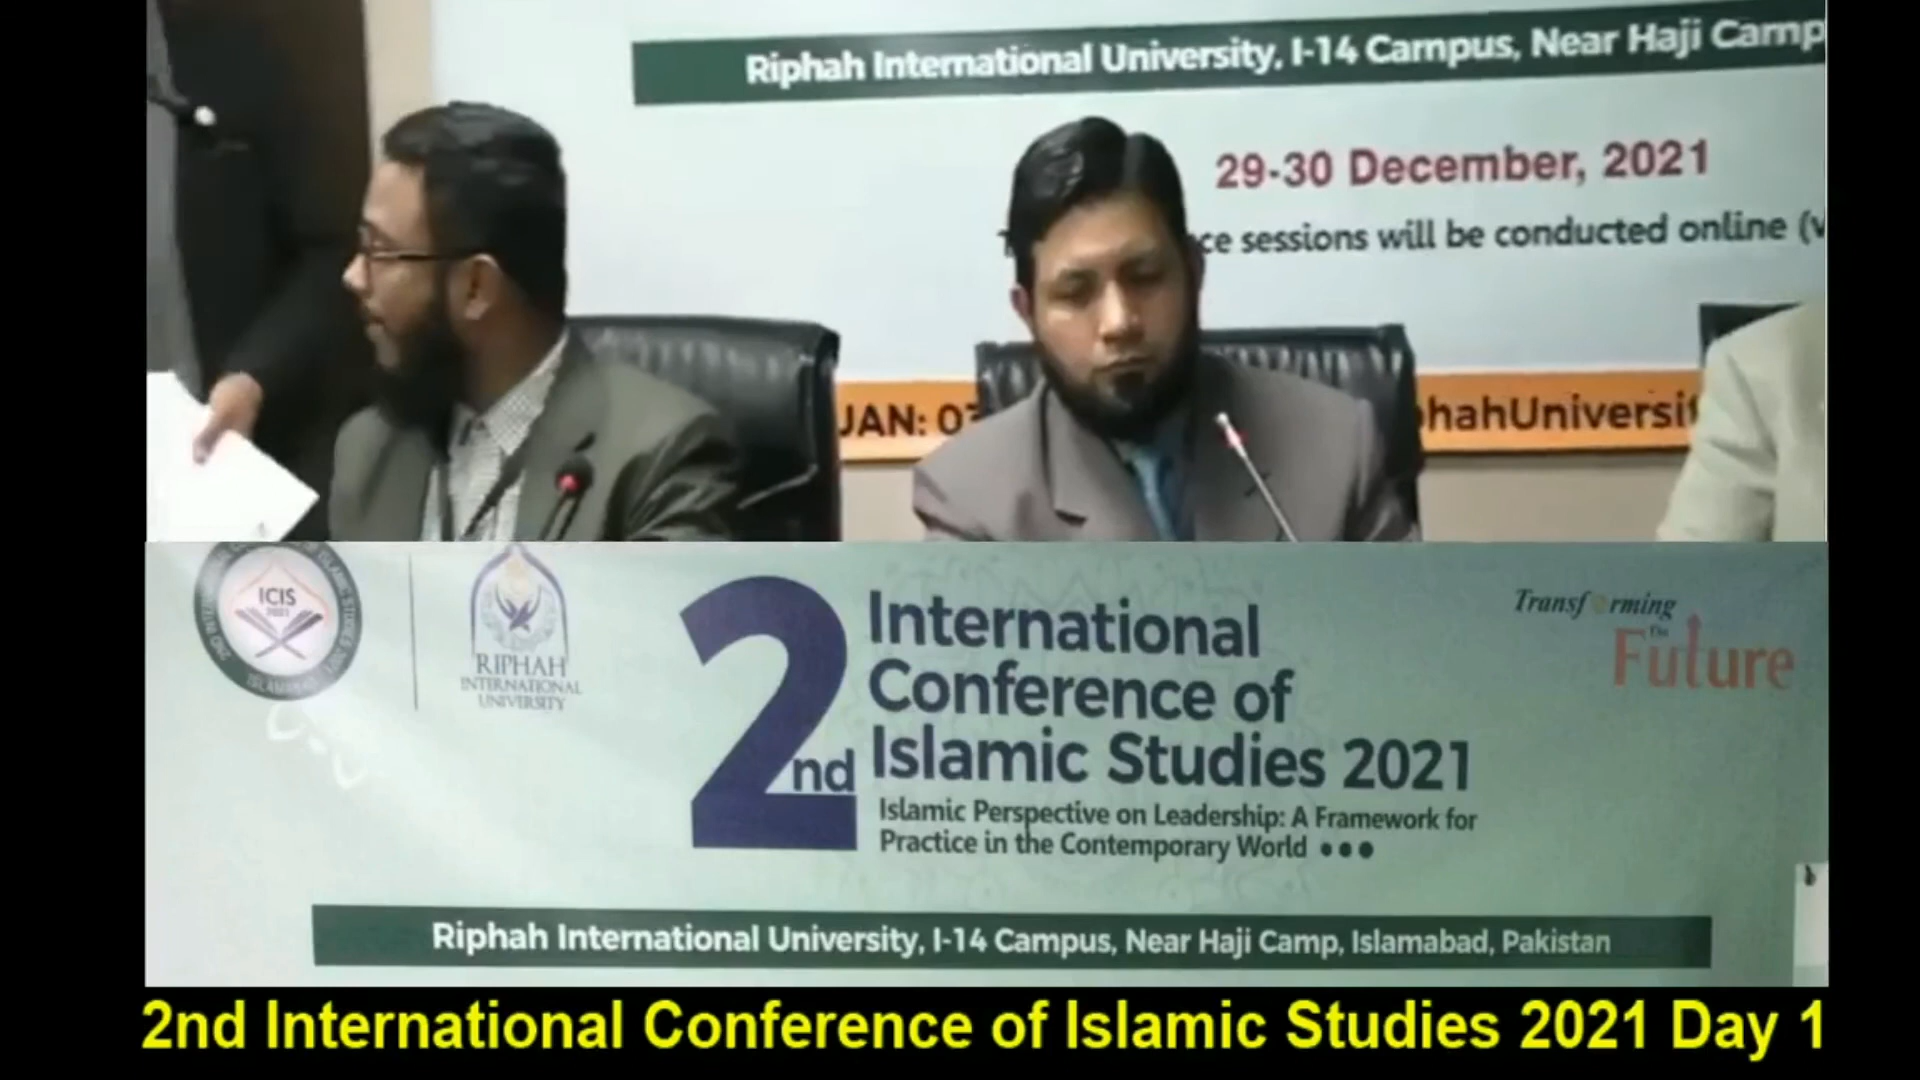 Riphah International University, I-14 Campus, Near Haji Camp
29-30 December, 2021
ce sessions will be conducted online (v
JAN: 03
phahUniversit
ICIS
2021
RIPHAH
INTERNATIONAL
UNIVERSITY
2nd
International
Conference of
Islamic Studies 2021
Islamic Perspective on Leadership: A Framework for
Practice in the Contemporary World •••
Transforming
The
Future
Riphah International University, I-14 Campus, Near Haji Camp, Islamabad, Pakistan
2nd International Conference of Islamic Studies 2021 Day 1